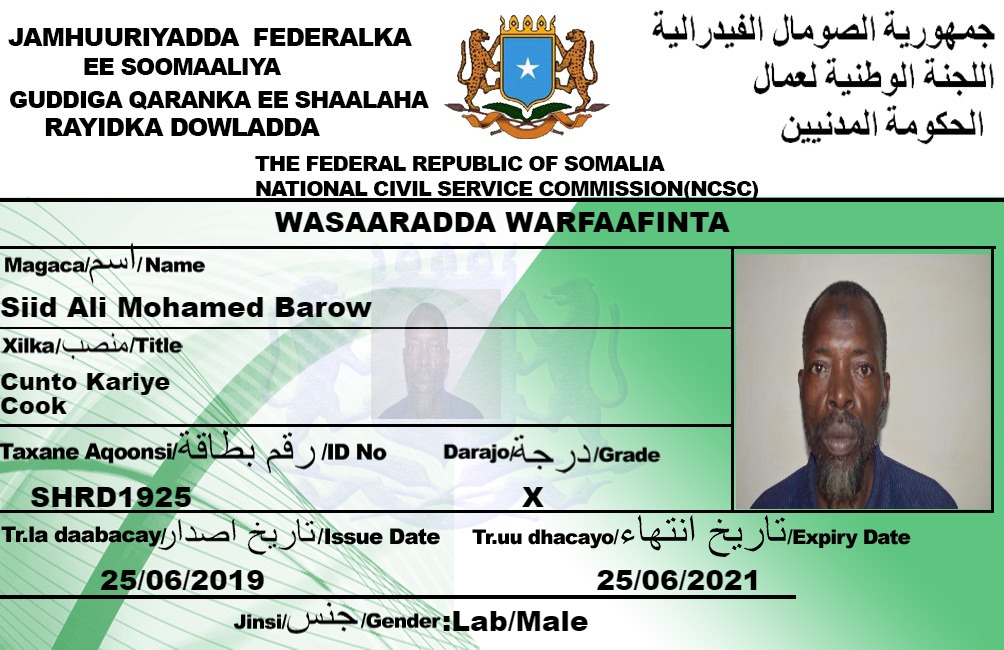 JAMHUURIYADDA FEDERALKA
EE SOOMAALIYA
GUDDIGA QARANKA EE SHAALAHA
RAYIDKA DOWLADDA
جمهورية الصومال الفيدرالية
اللجنة الوطنية لعمال
الحكومة المدنيين
THE FEDERAL REPUBLIC OF SOMALIA
NATIONAL CIVIL SERVICE COMMISSION(NCSC)
WASAARADDA WARFAAFINTA
Magaca/اسم/Name
Siid Ali Mohamed Barow
Xilka/منصب/Title
Cunto Kariye
Cook
Taxane Aqoonsi/رقم بطاقة/ID No
Darajo/درجة/Grade
SHRD1925
X
Tr.la daabacay/تاريخ اصدار/Issue Date
Tr.uu dhacayo/تاريخ انتهاء/Expiry Date
25/06/2019
25/06/2021
Jinsi/جنس/Gender:Lab/Male